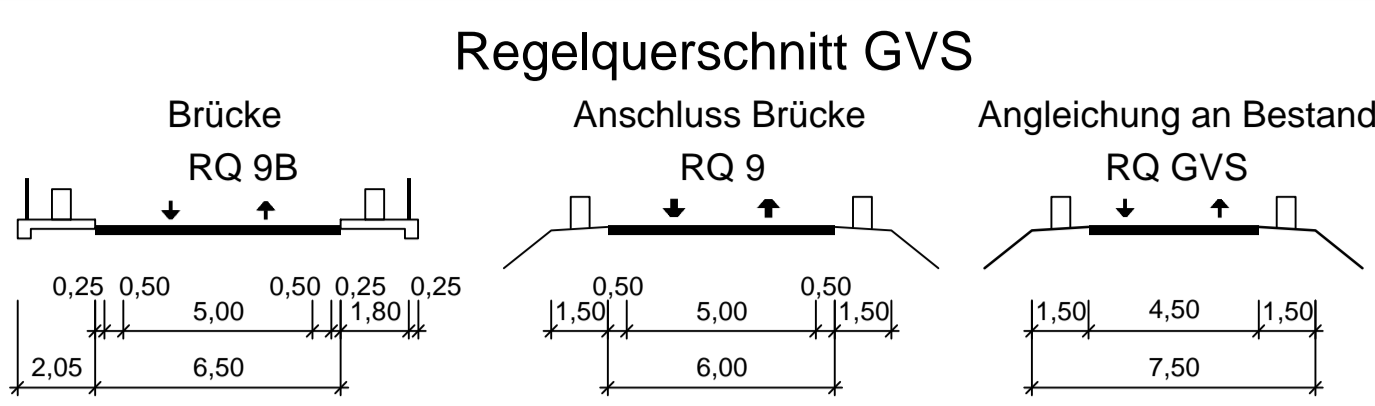 Regelquerschnitt GVS
Brücke Anschluss Brücke Angleichung an Bestand
RQ 9B RQ 9 RQ GVS
0,25 0,50 0,50 0,25 0,25 0,50 0,50
5,00 1,80 1,50 5,00 1,50 1,50 4,50 1,50
2,05 6,50 6,00 7,50